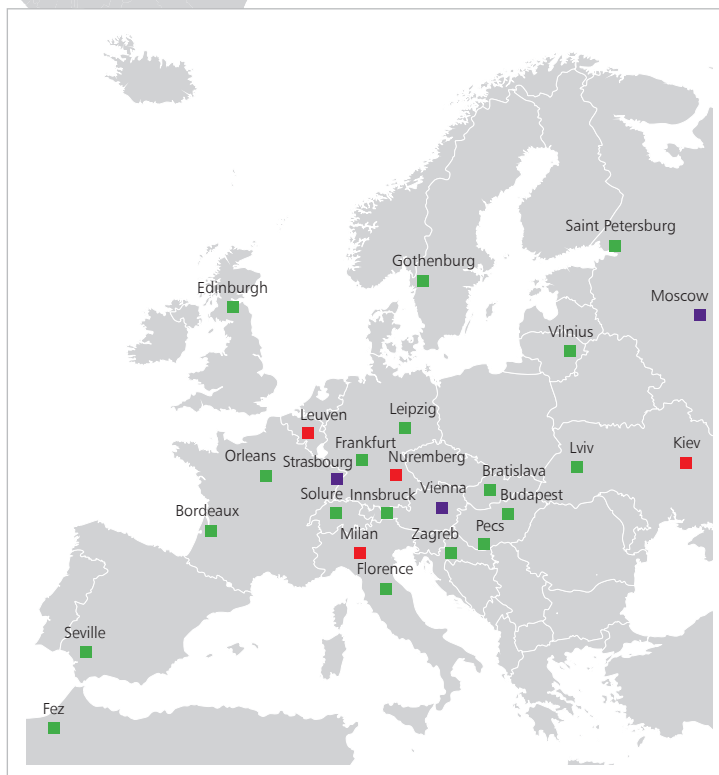 Saint Petersburg
Gothenburg
Edinburgh
Moscow
Vilnius
Leuven
Leipzig
Frankfurt
Orleans
Strasbourg
Nuremberg
Lviv
Kiev
Bratislava
Solure
Innsbruck
Vienna
Budapest
Bordeaux
Milan
Zagreb
Pecs
Florence
Seville
Fez